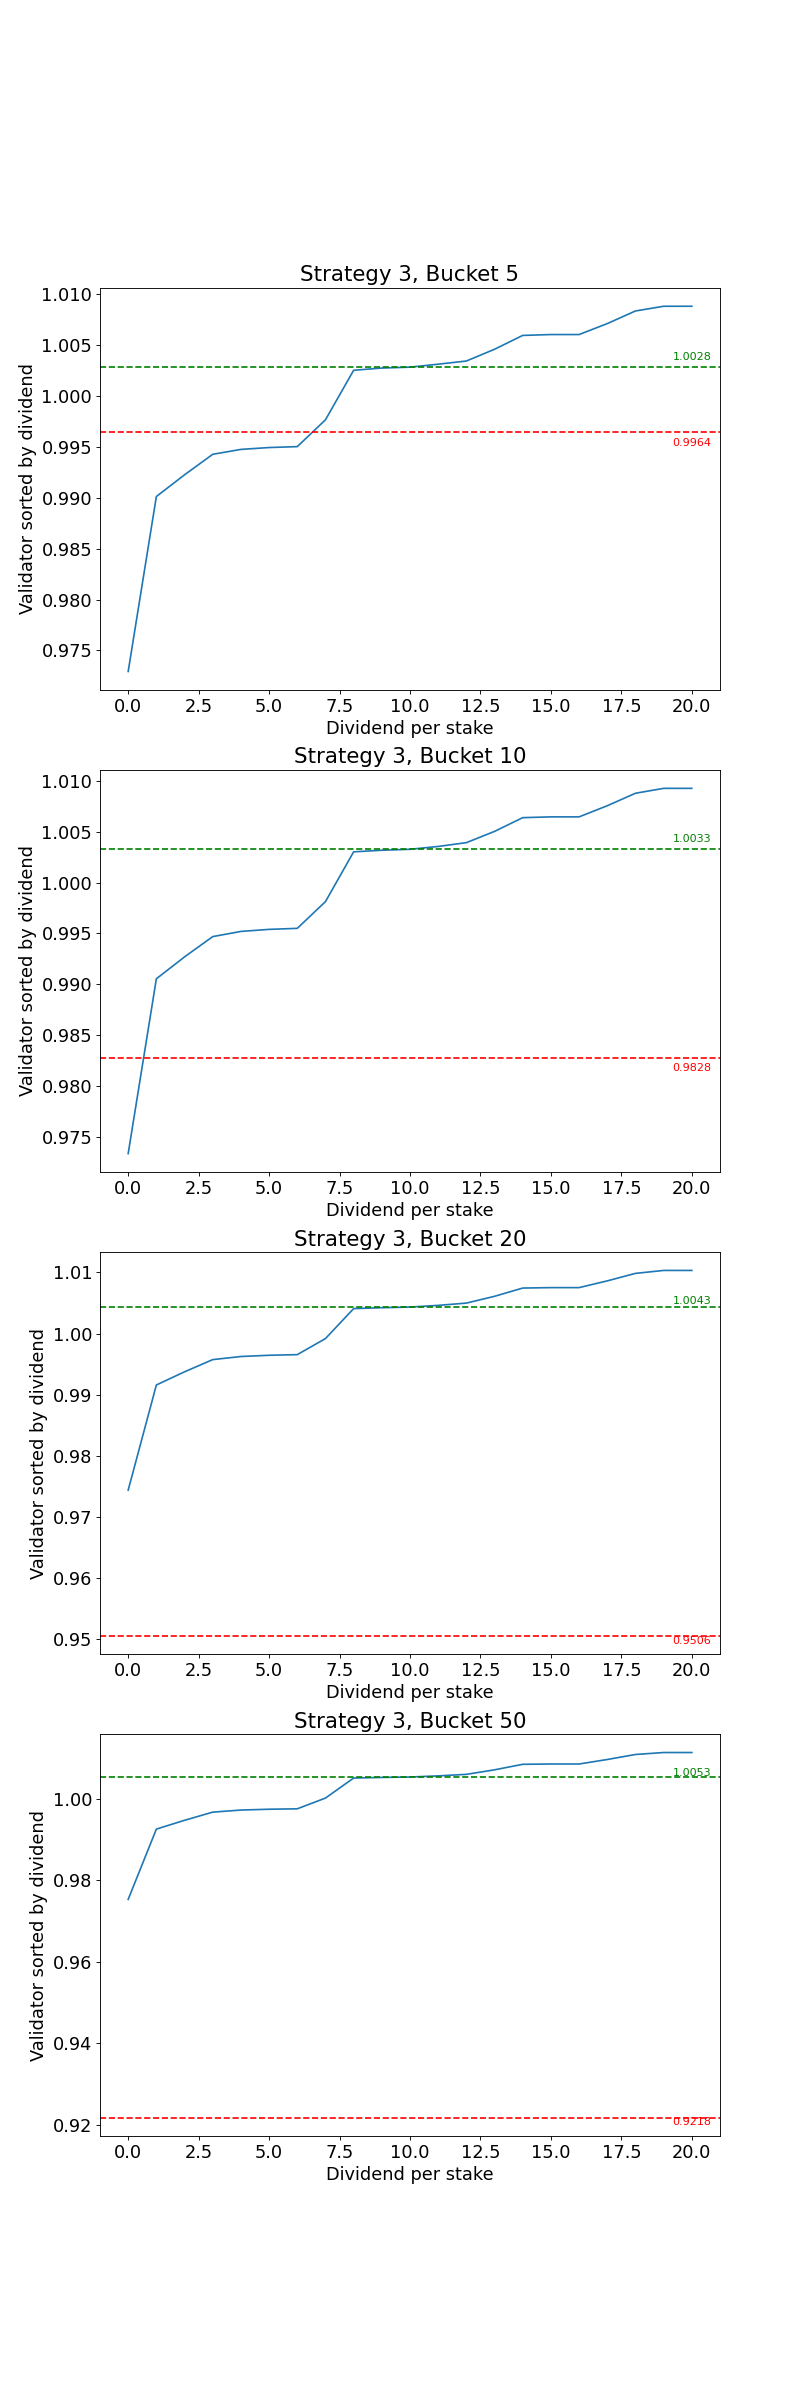 Strategy 3, Bucket 5
1.010
1.005
1.000
0.995
0.990
0.985
0.980
0.975
Validator sorted by dividend
1.0028
0.9964
0.0 2.5 5.0 7.5 10.0 12.5 15.0 17.5 20.0
Dividend per stake
Strategy 3, Bucket 10
1.010
1.005
1.000
0.995
0.990
0.985
0.980
0.975
Validator sorted by dividend
1.0033
0.9828
0.0 2.5 5.0 7.5 10.0 12.5 15.0 17.5 20.0
Dividend per stake
Strategy 3, Bucket 20
1.01
1.00
0.99
0.98
0.97
0.96
0.95
Validator sorted by dividend
1.0043
0.9506
0.0 2.5 5.0 7.5 10.0 12.5 15.0 17.5 20.0
Dividend per stake
Strategy 3, Bucket 50
1.00
0.98
0.96
0.94
0.92
Validator sorted by dividend
1.0053
0.9218
0.0 2.5 5.0 7.5 10.0 12.5 15.0 17.5 20.0
Dividend per stake